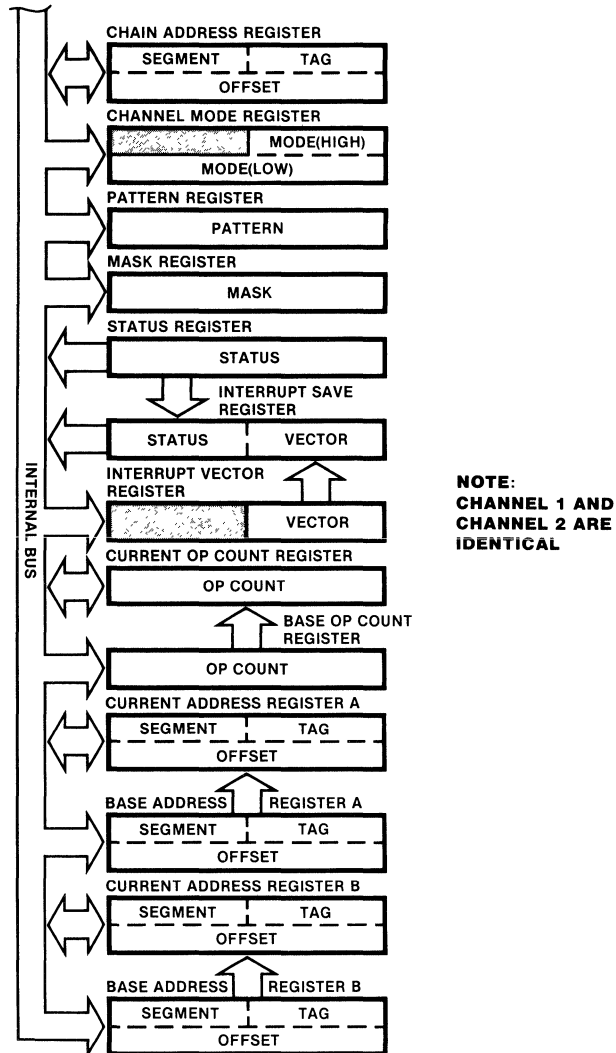 CHAIN ADDRESS REGISTER
SEGMENT TAG
OFFSET
CHANNEL MODE REGISTER
MODE(HIGH)
MODE(LOW)
PATTERN REGISTER
PATTERN
MASK REGISTER
MASK
STATUS REGISTER
STATUS
INTERRUPT SAVE
REGISTER
STATUS VECTOR
INTERRUPT VECTOR
REGISTER
VECTOR
CURRENT OP COUNT REGISTER
OP COUNT
BASE OP COUNT
REGISTER
OP COUNT
CURRENT ADDRESS REGISTER A
SEGMENT TAG
OFFSET
BASE ADDRESS REGISTER A
SEGMENT TAG
OFFSET
CURRENT ADDRESS REGISTER B
SEGMENT TAG
OFFSET
BASE ADDRESS REGISTER B
SEGMENT TAG
OFFSET
INTERNAL BUS
NOTE:
CHANNEL 1 AND
CHANNEL 2 ARE
IDENTICAL